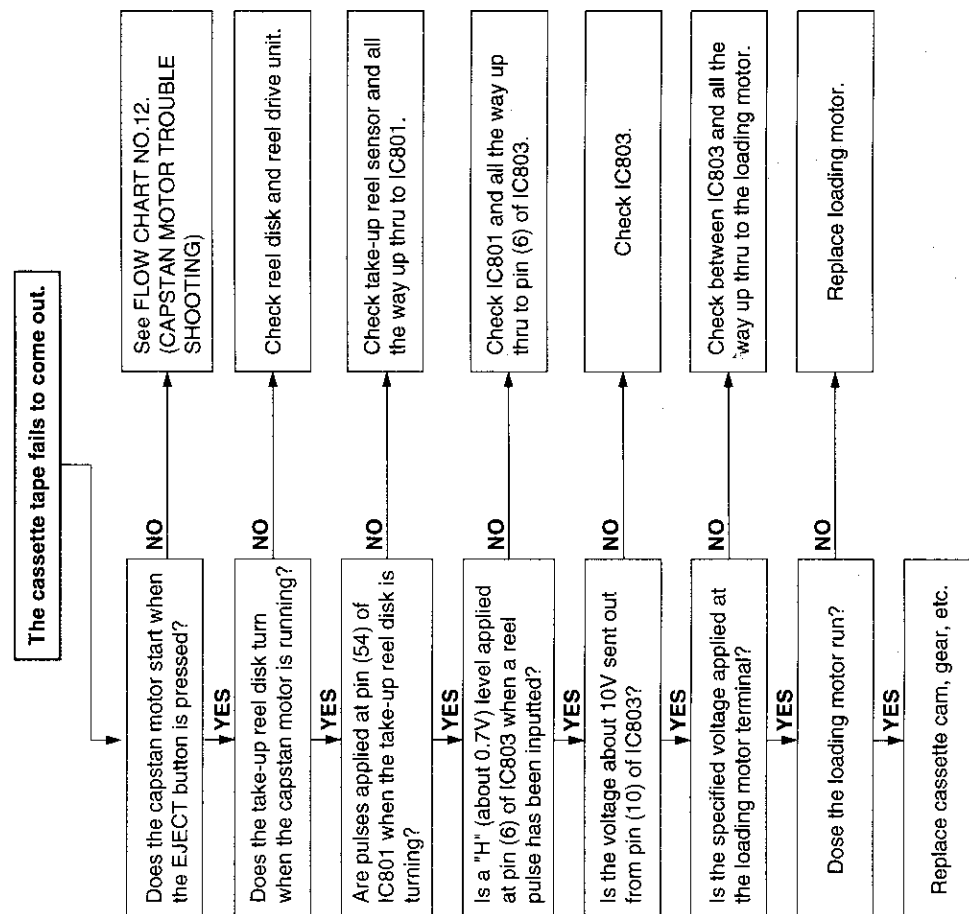 The cassette tape fails to come out.
Does the capstan motor start when
the EJECT button is pressed?
NO
See FLOW CHART NO.12.
(CAPSTAN MOTOR TROUBLE
SHOOTING)
YES
Does the take-up reel disk turn
when the capstan motor is running?
NO
Check reel disk and reel drive unit.
YES
Are pulses applied at pin (54) of
IC801 when the take-up reel disk is
turning?
NO
Check take-up reel sensor and all
the way up thru to IC801.
YES
Is a "H" (about 0.7V) level applied
at pin (6) of IC803 when a reel
pulse has been inputted?
NO
Check IC801 and all the way up
thru to pin (6) of IC803.
YES
Is the voltage about 10V sent out
from pin (10) of IC803?
NO
Check IC803.
YES
Is the specified voltage applied at
the loading motor terminal?
NO
Check between IC803 and all the
way up thru to the loading motor.
YES
Dose the loading motor run?
NO
Replace loading motor.
YES
Replace cassette cam, gear, etc.